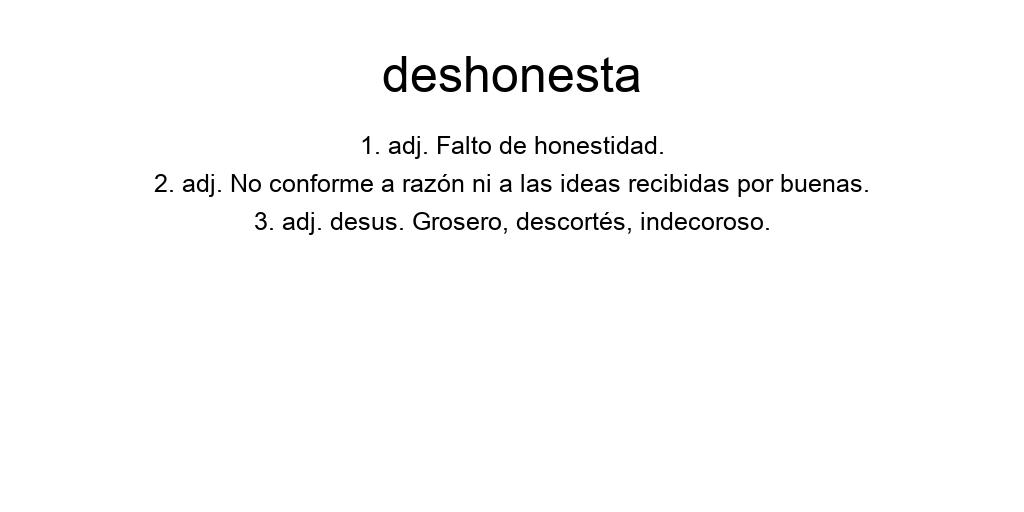 deshonesta
1. adj. Falto de honestidad.
2. adj. No conforme a razón ni a las ideas recibidas por buenas.
3. adj. desus. Grosero, descortés, indecoroso.